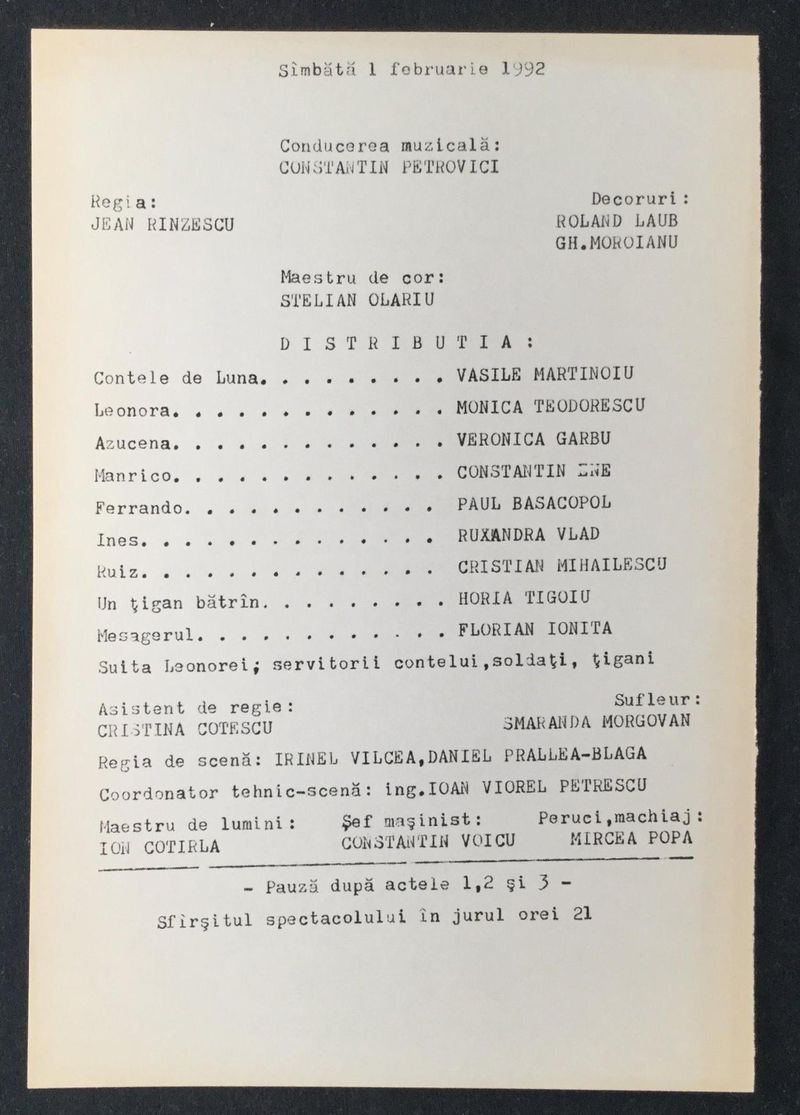 Sîmbătă 1 februarie 1992
Conducerea muzicală:
CONSTANTIN PETROVICI
Regia: Decoruri:
JEAN RINZESCU ROLAND LAUB
GH.MOROIANU
Maestru de cor:
STELIAN OLARIU
D I S T R I B U T I A :
Contele de Luna. . . . . . . . . VASILE MARTINOIU
Leonora. . . . . . . . . . . . . MONICA TEODORESCU
Azucena. . . . . . . . . . . . . VERONICA GARBU
Manrico. . . . . . . . . . . . . CONSTANTIN ENE
Ferrando. . . . . . . . . . . . PAUL BASACOPOL
Ines. . . . . . . . . . . . . . RUXANDRA VLAD
Ruiz. . . . . . . . . . . . . . CRISTIAN MIHAILESCU
Un ţigan bătrîn. . . . . . . . . HORIA TIGOIU
Mesagerul. . . . . . . . . . . . FLORIAN IONITA
Suita Leonorei; servitorii contelui,soldaţi, ţigani
Asistent de regie: Sufleur:
CRISTINA COTESCU SMARANDA MORGOVAN
Regia de scenă: IRINEL VILCEA,DANIEL PRALLEA-BLAGA
Coordonator tehnic-scenă: ing.IOAN VIOREL PETRESCU
Maestru de lumini: Şef maşinist: Peruci,machiaj:
ION COTIRLA CONSTANTIN VOICU MIRCEA POPA
- Pauză după actele 1,2 şi 3 -
Sfîrşitul spectacolului în jurul orei 21